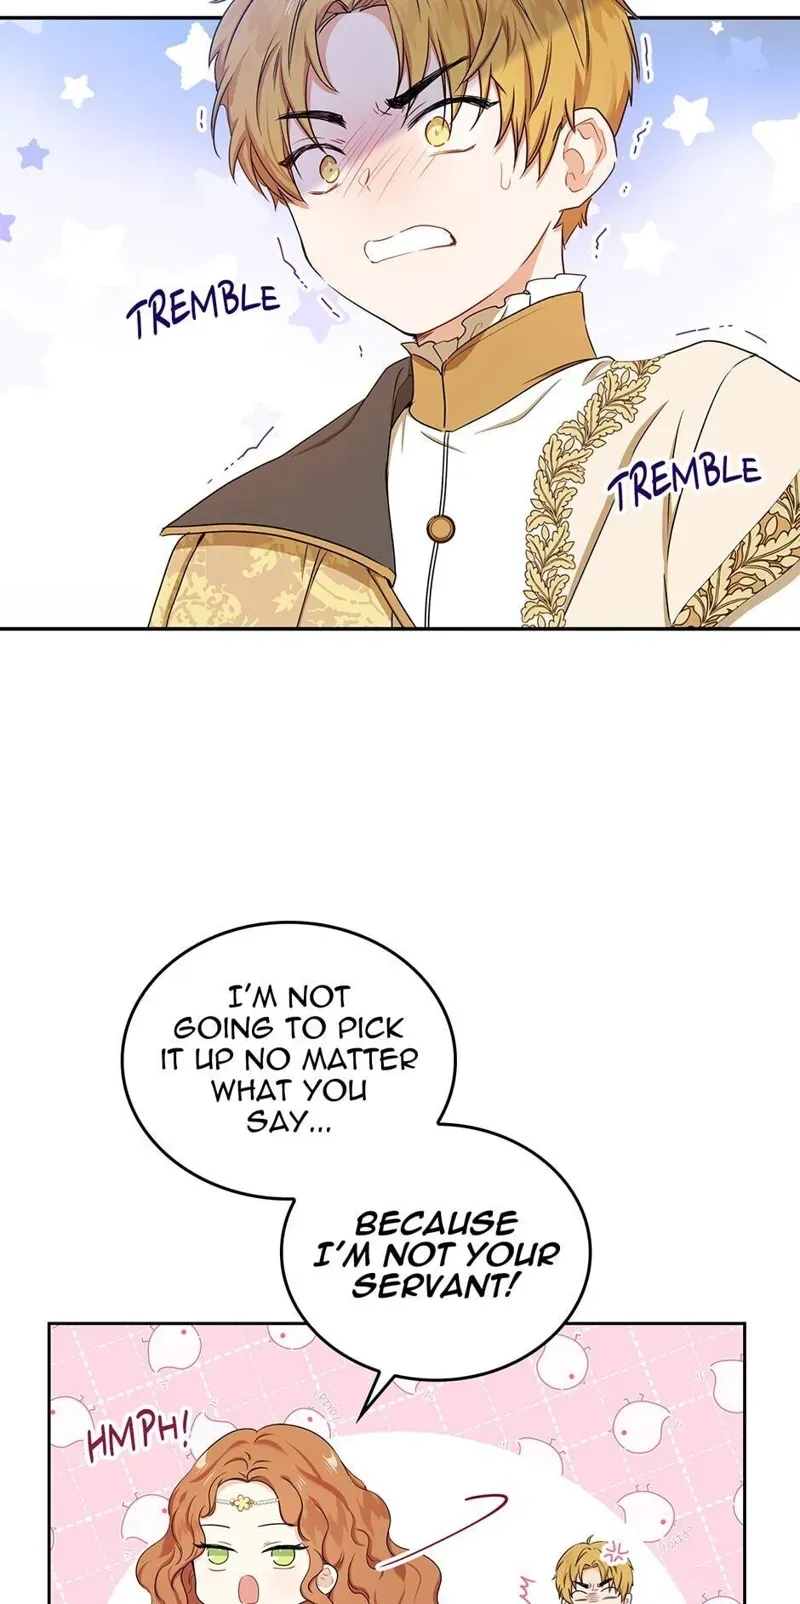 TREMBLE
TREMBLE
I'M NOT
GOING TO PICK
IT UP NO MATTER
WHAT YOU
SAY...
BECAUSE
I'M NOT YOUR
SERVANT!
HMPH!